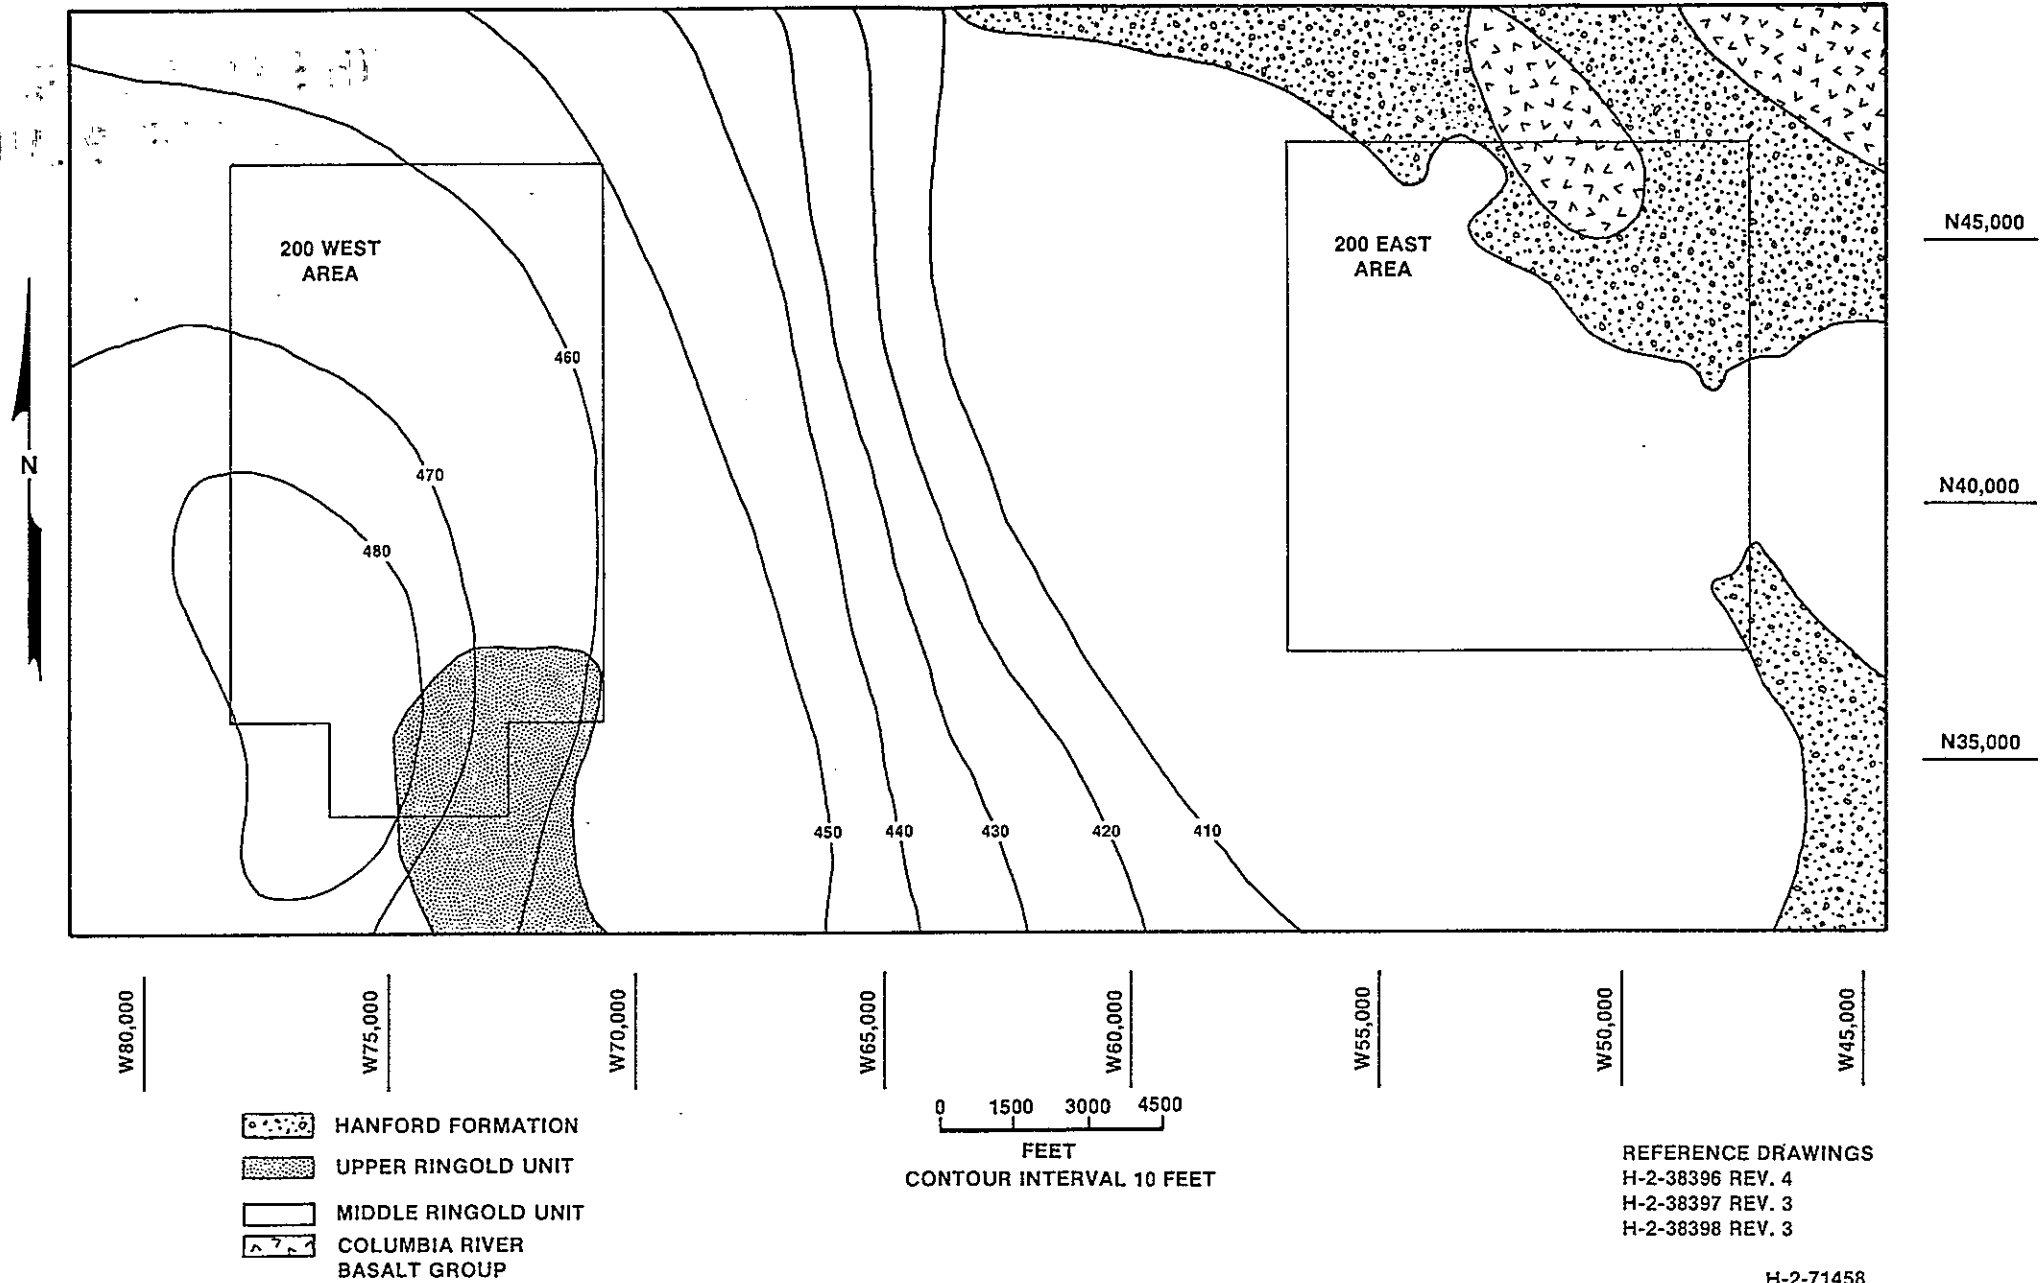 200 WEST
AREA
200 EAST
AREA
N45,000
460
N
470
N40,000
480
N35,000
450
440
430
420
410
W80,000
W75,000
W70,000
W65,000
W60,000
W55,000
W50,000
W45,000
0 1500 3000 4500
FEET
CONTOUR INTERVAL 10 FEET
HANFORD FORMATION
UPPER RINGOLD UNIT
MIDDLE RINGOLD UNIT
COLUMBIA RIVER
BASALT GROUP
REFERENCE DRAWINGS
H-2-38396 REV. 4
H-2-38397 REV. 3
H-2-38398 REV. 3
H-2-71458